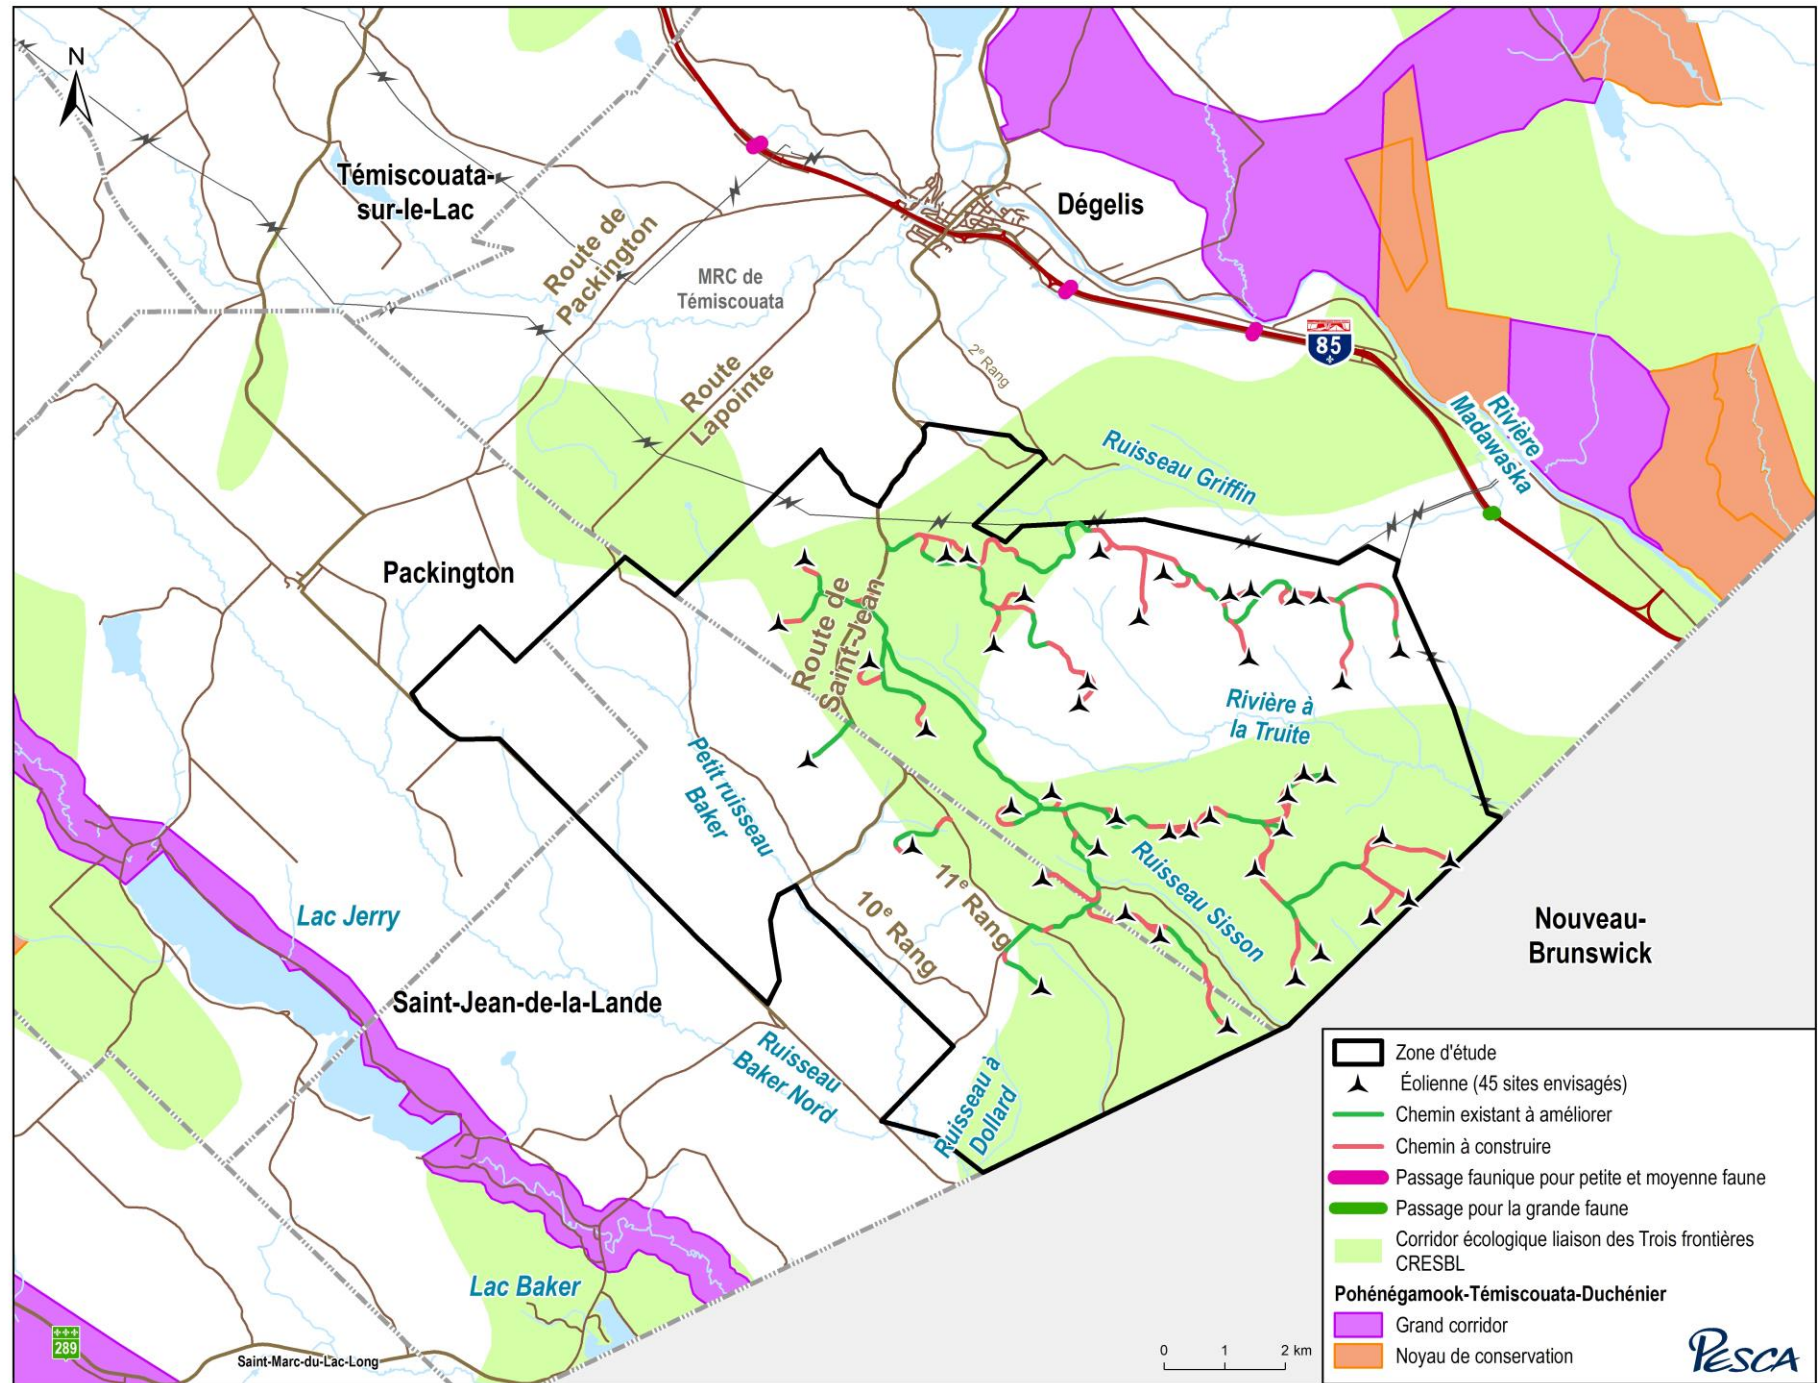 N
Témiscouata-
sur-le-Lac
Route de
Packington
MRC de
Témiscouata
Dégelis
Route
Lapointe
2e Rang
85
Rivière
Madawaska
Ruisseau Griffin
Packington
Route de
Saint-Jean
Rivière à
la Truite
Petit ruisseau
Baker
Ruisseau Sisson
11e Rang
10e Rang
Lac Jerry
Saint-Jean-de-la-Lande
Nouveau-
Brunswick
Ruisseau
Baker Nord
Ruisseau à
Dollard
Lac Baker
289
Saint-Marc-du-Lac-Long
0 1 2 km
Zone d'étude
Éolienne (45 sites envisagés)
Chemin existant à améliorer
Chemin à construire
Passage faunique pour petite et moyenne faune
Passage pour la grande faune
Corridor écologique liaison des Trois frontières
CRESBL
Pohénégamook-Témiscouata-Duchénier
Grand corridor
Noyau de conservation
PESCA